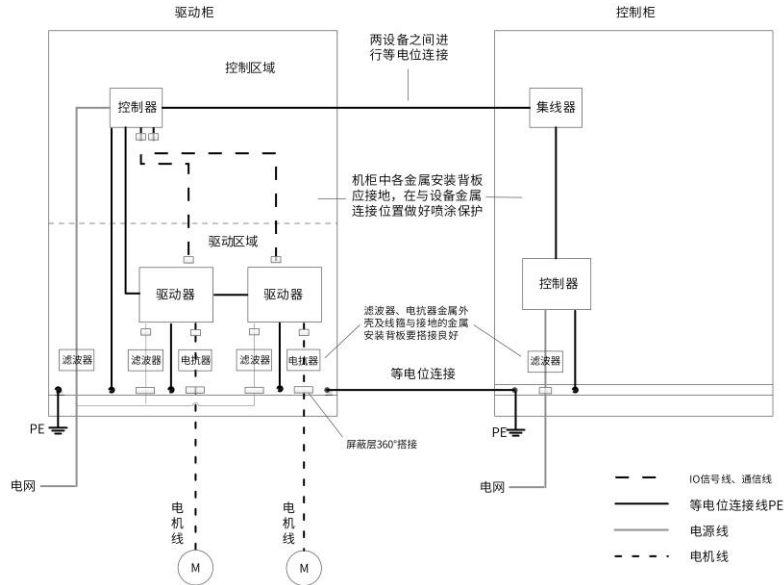 驱动柜
控制柜
控制区域
两设备之间进
行等电位连接
控制器
集线器
机柜中各金属安装背板
应接地，在与设备金属
连接位置做好喷涂保护
驱动区域
驱动器
驱动器
控制器
滤波器、电抗器金属外
壳及线箍与接地的金属
安装背板要搭接良好
滤波器
滤波器
电抗器
滤波器
电抗器
滤波器
等电位连接
PE
屏蔽层360°搭接
PE
电网
电网
电机线
电机线
M
M
IO信号线、通信线
等电位连接线PE
电源线
电机线